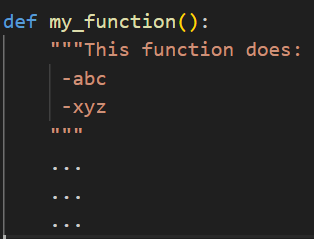 def my_function():
    """This function does:
     -abc
     -xyz
    """
    ...
    ...
    ...